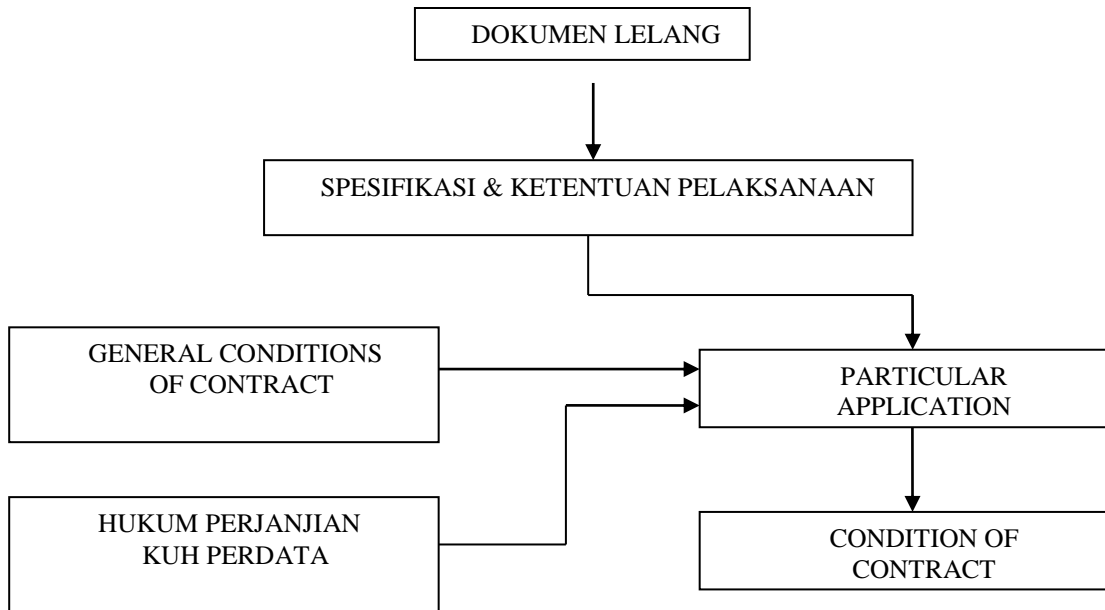 DOKUMEN LELANG
SPESIFIKASI & KETENTUAN PELAKSANAAN
GENERAL CONDITIONS
OF CONTRACT
PARTICULAR
APPLICATION
HUKUM PERJANJIAN
KUH PERDATA
CONDITION OF
CONTRACT